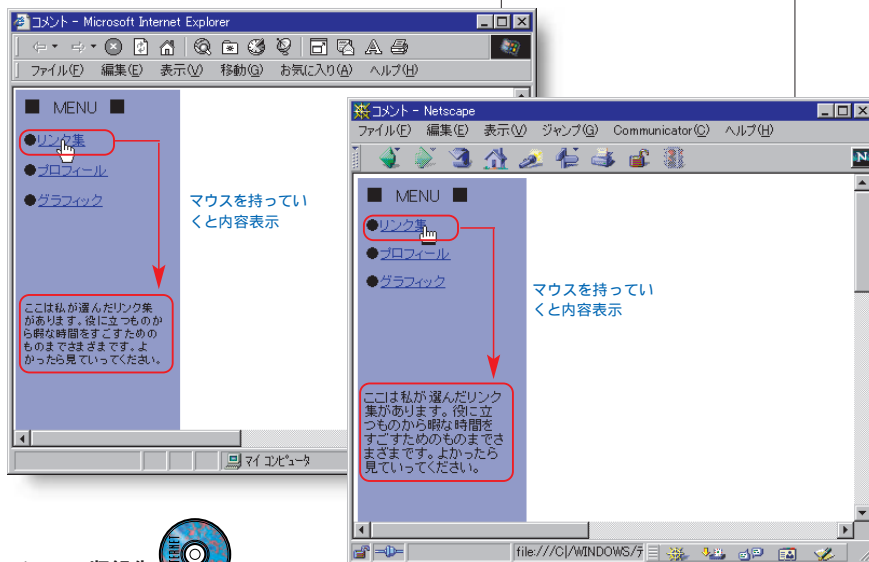 コメント - Microsoft Internet Explorer
ファイル(F) 編集(E) 表示(V) 移動(G) お気に入り(A) ヘルプ(H)
■ MENU ■
●リンク集
●プロフィール
●グラフィック
マウスを持ってい
くと内容表示
ここは私が選んだリンク集
があります。役に立つものか
ら暇な時間をすごすための
ものまでさまざまです。よ
かったら見ていってください。
マイ コンピュータ
コメント - Netscape
ファイル(F) 編集(E) 表示(V) ジャンプ(G) Communicator(C) ヘルプ(H)
N
■ MENU ■
●リンク集
●プロフィール
●グラフィック
マウスを持ってい
くと内容表示
ここは私が選んだリンク
集があります。役に立
つものから暇な時間を
すごすためのものまでさ
まざまです。よかったら
見ていってください。
file:///C|/WINDOWS/デ